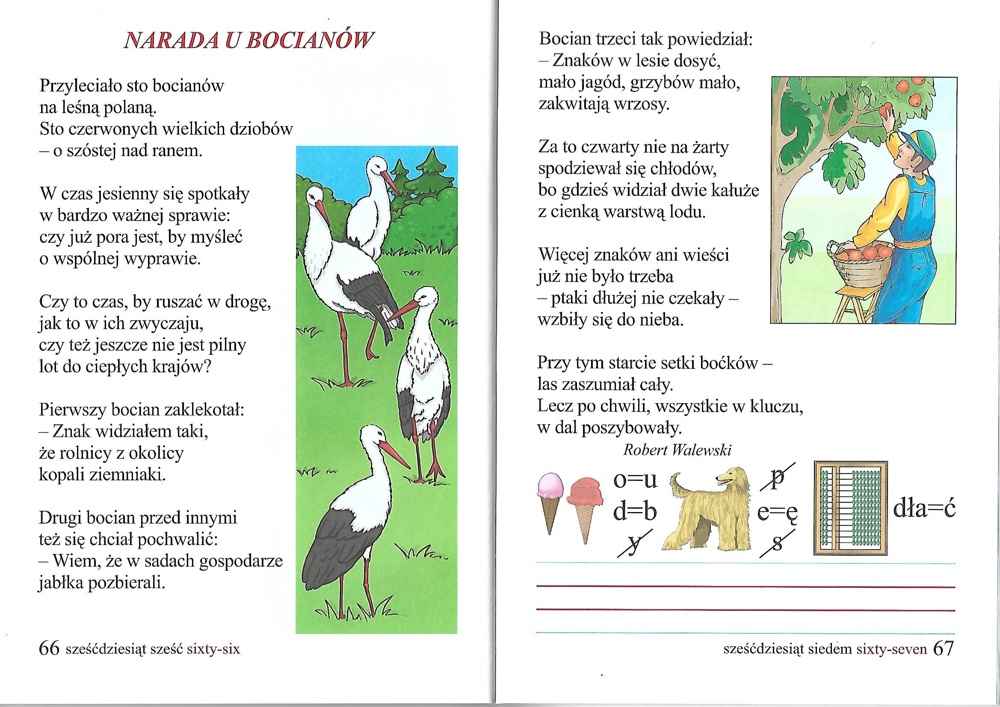 NARADA U BOCIANÓW
Przyleciało sto bocianów
na leśną polaną.
Sto czerwonych wielkich dziobów
– o szóstej nad ranem.
W czas jesienny się spotkały
w bardzo ważnej sprawie:
czy już pora jest, by myśleć
o wspólnej wyprawie.
Czy to czas, by ruszać w drogę,
jak to w ich zwyczaju,
czy też jeszcze nie jest pilny
lot do ciepłych krajów?
Pierwszy bocian zaklekotał:
– Znak widziałem taki,
że rolnicy z okolicy
kopali ziemniaki.
Drugi bocian przed innymi
też się chciał pochwalić:
– Wiem, że w sadach gospodarze
jabłka pozbierali.
66 sześćdziesiąt sześć sixty-six
Bocian trzeci tak powiedział:
– Znaków w lesie dosyć,
mało jagód, grzybów mało,
zakwitają wrzosy.
Za to czwarty nie na żarty
spodziewał się chłodów,
bo gdzieś widział dwie kałuże
z cienką warstwą lodu.
Więcej znaków ani wieści
już nie było trzeba
– ptaki dłużej nie czekały –
wzbiły się do nieba.
Przy tym starcie setki boćków –
las zaszumiał cały.
Lecz po chwili, wszystkie w kluczu,
w dal poszybowały.
Robert Walewski
o=u
d=b
y
p
e=ę
s
dła=ć
sześćdziesiąt siedem sixty-seven 67